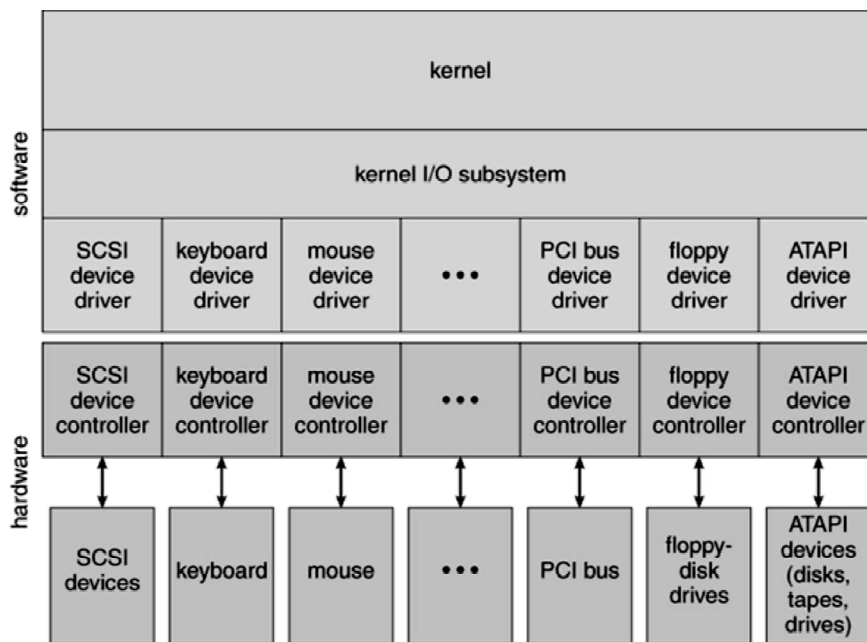 kernel
software
kernel I/O subsystem
SCSI
device
driver
keyboard
device
driver
mouse
device
driver
•••
PCI bus
device
driver
floppy
device
driver
ATAPI
device
driver
hardware
SCSI
device
controller
keyboard
device
controller
mouse
device
controller
•••
PCI bus
device
controller
floppy
device
controller
ATAPI
device
controller
SCSI
devices
keyboard
mouse
•••
PCI bus
floppy-
disk
drives
ATAPI
devices
(disks,
tapes,
drives)